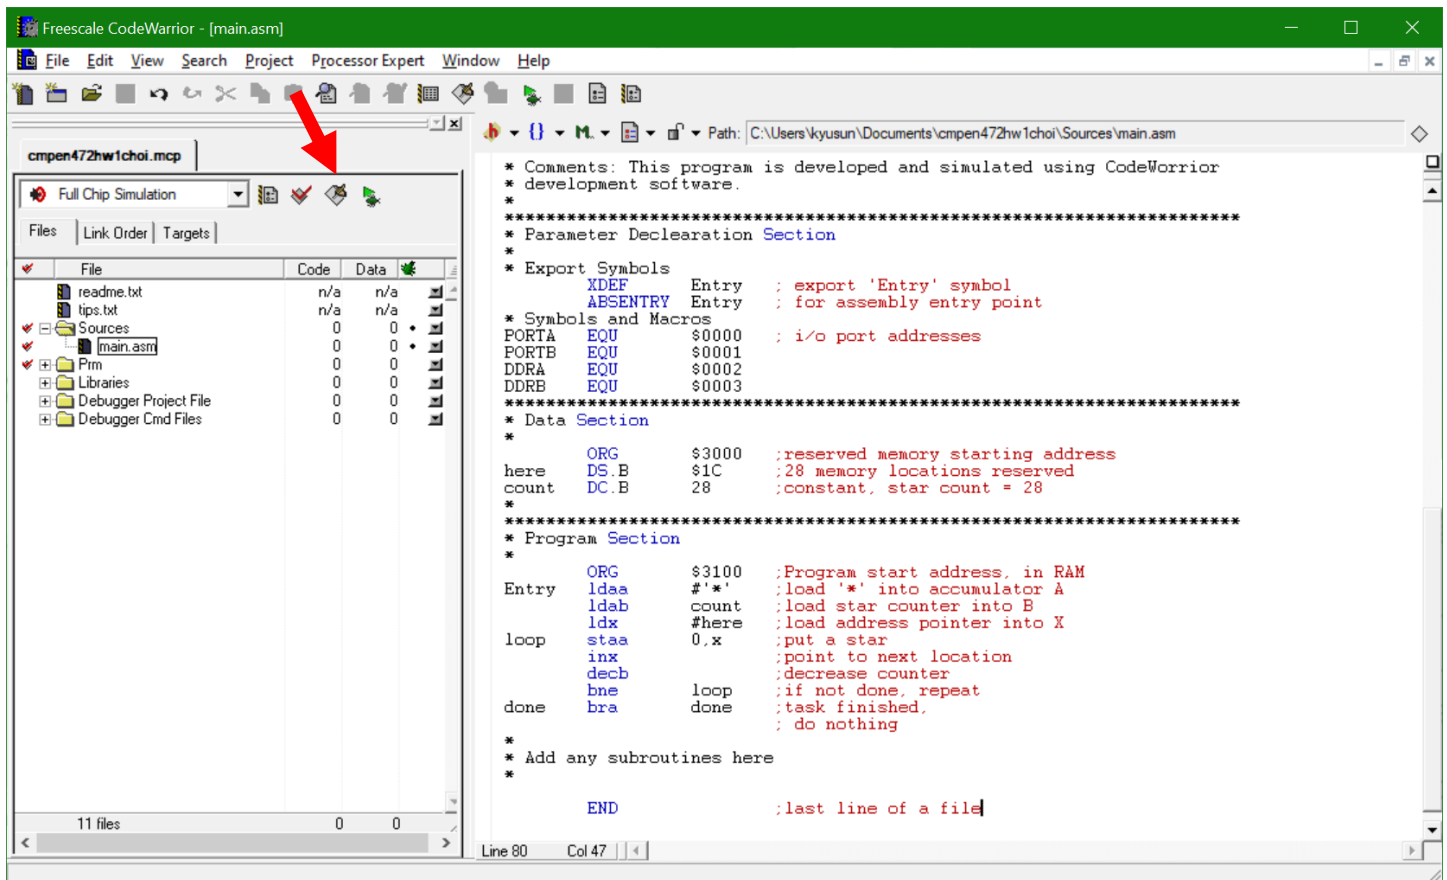 Freescale CodeWarrior - [main.asm]
File Edit View Search Project Processor Expert Window Help
Path: C:\Users\kyusun\Documents\cmpen472hw1choi\Sources\main.asm
cmpen472hw1choi.mcp
Full Chip Simulation
Files Link Order Targets
File Code Data
readme.txt n/a n/a
tips.txt n/a n/a
Sources 0 0
main.asm 0 0
Prm 0 0
Libraries 0 0
Debugger Project File 0 0
Debugger Cmd Files 0 0
11 files 0 0
* Comments: This program is developed and simulated using CodeWorrior
* development software.
*
***********************************************************************
* Parameter Declearation Section
*
* Export Symbols
XDEF Entry ; export 'Entry' symbol
ABSENTRY Entry ; for assembly entry point
* Symbols and Macros
PORTA EQU $0000 ; i/o port addresses
PORTB EQU $0001
DDRA EQU $0002
DDRB EQU $0003
***********************************************************************
* Data Section
*
ORG $3000 ;reserved memory starting address
here DS.B $1C ;28 memory locations reserved
count DC.B 28 ;constant, star count = 28
*
***********************************************************************
* Program Section
*
ORG $3100 ;Program start address, in RAM
Entry ldaa #'*' ;load '*' into accumulator A
ldab count ;load star counter into B
ldx #here ;load address pointer into X
loop staa 0,x ;put a star
inx ;point to next location
decb ;decrease counter
bne loop ;if not done, repeat
done bra done ;task finished,
; do nothing
*
* Add any subroutines here
*
END ;last line of a file
Line 80 Col 47